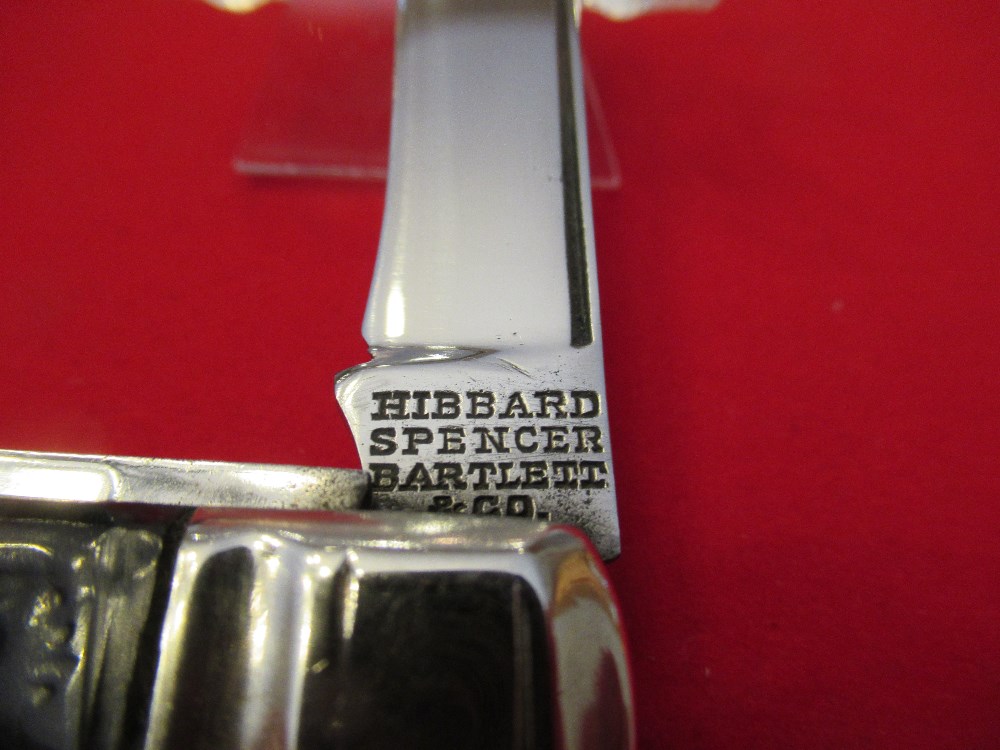 HIBBARD
SPENCER
BARTLETT
& CO.